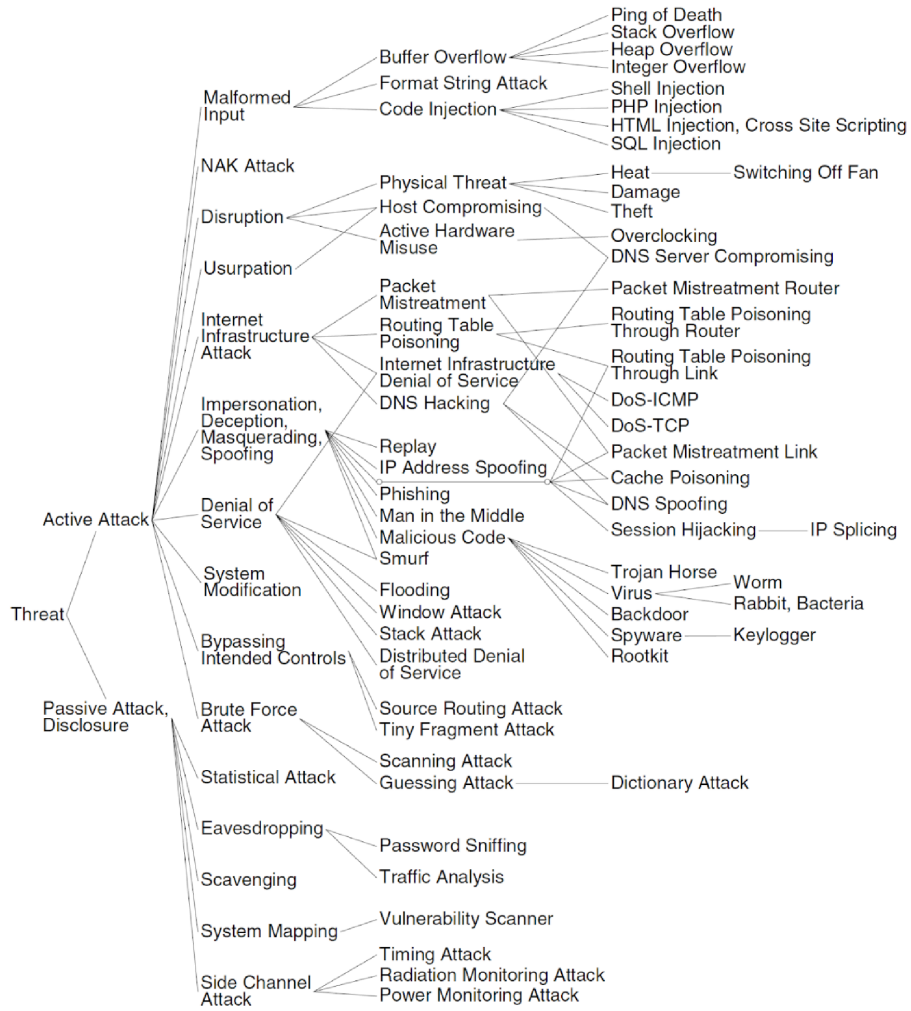 Threat
Active Attack
Passive Attack,
Disclosure
Malformed
Input
NAK Attack
Disruption
Usurpation
Internet
Infrastructure
Attack
Impersonation,
Deception,
Masquerading,
Spoofing
Denial of
Service
System
Modification
Bypassing
Intended Controls
Brute Force
Attack
Statistical Attack
Eavesdropping
Scavenging
System Mapping
Side Channel
Attack
Buffer Overflow
Format String Attack
Code Injection
Physical Threat
Host Compromising
Active Hardware
Misuse
Packet
Mistreatment
Routing Table
Poisoning
Internet Infrastructure
Denial of Service
DNS Hacking
Replay
IP Address Spoofing
Phishing
Man in the Middle
Malicious Code
Smurf
Flooding
Window Attack
Stack Attack
Distributed Denial
of Service
Source Routing Attack
Tiny Fragment Attack
Scanning Attack
Guessing Attack
Password Sniffing
Traffic Analysis
Vulnerability Scanner
Timing Attack
Radiation Monitoring Attack
Power Monitoring Attack
Ping of Death
Stack Overflow
Heap Overflow
Integer Overflow
Shell Injection
PHP Injection
HTML Injection, Cross Site Scripting
SQL Injection
Heat
Damage
Theft
Overclocking
DNS Server Compromising
Packet Mistreatment Router
Routing Table Poisoning
Through Router
Routing Table Poisoning
Through Link
DoS-ICMP
DoS-TCP
Packet Mistreatment Link
Cache Poisoning
DNS Spoofing
Session Hijacking
Trojan Horse
Virus
Backdoor
Spyware
Rootkit
Dictionary Attack
Switching Off Fan
IP Splicing
Worm
Rabbit, Bacteria
Keylogger